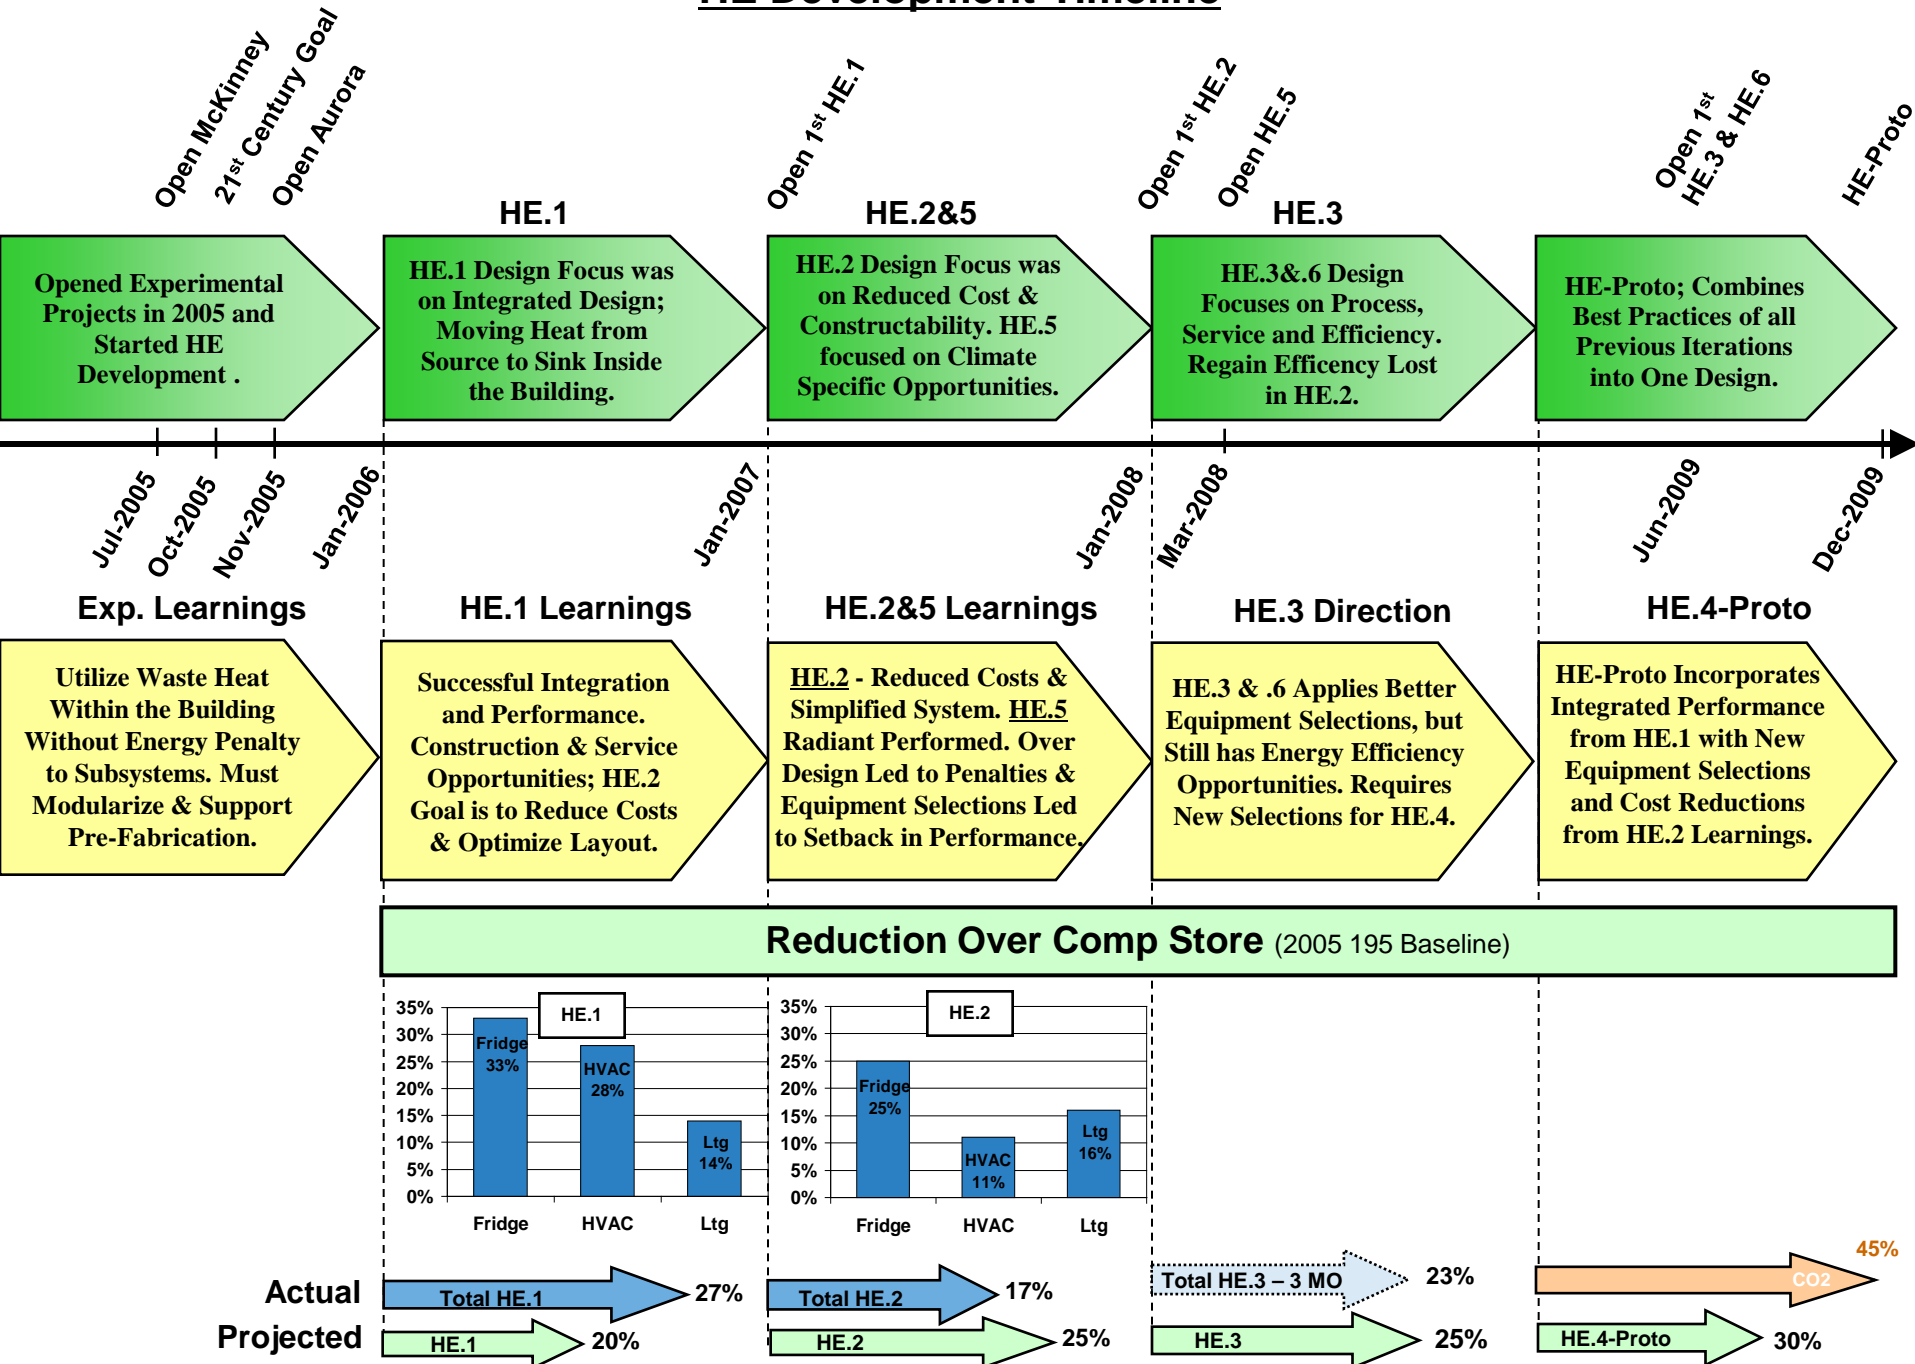 HE Development Timeline
Open McKinney
21st Century Goal
Open Aurora
Open 1st HE.1
Open 1st HE.2
Open HE.5
Open 1st
HE.3 & HE.6
HE-Proto
HE.1
HE.2&5
HE.3
Opened Experimental
Projects in 2005 and
Started HE
Development .
HE.1 Design Focus was
on Integrated Design;
Moving Heat from
Source to Sink Inside
the Building.
HE.2 Design Focus was
on Reduced Cost &
Constructability. HE.5
focused on Climate
Specific Opportunities.
HE.3&.6 Design
Focuses on Process,
Service and Efficiency.
Regain Efficency Lost
in HE.2.
HE-Proto; Combines
Best Practices of all
Previous Iterations
into One Design.
Jul-2005
Oct-2005
Nov-2005
Jan-2006
Jan-2007
Jan-2008
Mar-2008
Jun-2009
Dec-2009
Exp. Learnings
HE.1 Learnings
HE.2&5 Learnings
HE.3 Direction
HE.4-Proto
Utilize Waste Heat
Within the Building
Without Energy Penalty
to Subsystems. Must
Modularize & Support
Pre-Fabrication.
Successful Integration
and Performance.
Construction & Service
Opportunities; HE.2
Goal is to Reduce Costs
& Optimize Layout.
HE.2 - Reduced Costs &
Simplified System. HE.5
Radiant Performed. Over
Design Led to Penalties &
Equipment Selections Led
to Setback in Performance.
HE.3 & .6 Applies Better
Equipment Selections, but
Still has Energy Efficiency
Opportunities. Requires
New Selections for HE.4.
HE-Proto Incorporates
Integrated Performance
from HE.1 with New
Equipment Selections
and Cost Reductions
from HE.2 Learnings.
Reduction Over Comp Store (2005 195 Baseline)
HE.1
35%
30%
25%
20%
15%
10%
5%
0%
Fridge
33%
HVAC
28%
Ltg
14%
Fridge
HVAC
Ltg
HE.2
35%
30%
25%
20%
15%
10%
5%
0%
Fridge
25%
HVAC
11%
Ltg
16%
Fridge
HVAC
Ltg
Actual
Total HE.1
27%
Total HE.2
17%
Total HE.3 – 3 MO
23%
CO2
45%
Projected
HE.1
20%
HE.2
25%
HE.3
25%
HE.4-Proto
30%